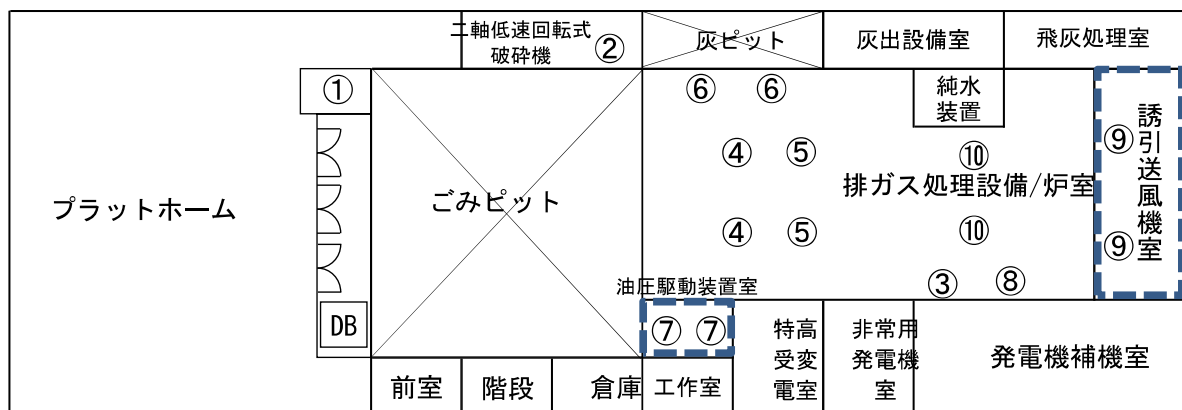 二軸低速回転式
破砕機
②
灰ピット
灰出設備室
飛灰処理室
①
⑥
⑥
純水
装置
誘引送風機室
⑨
④
⑤
⑩
プラットホーム
ごみピット
排ガス処理設備/炉室
④
⑤
⑩
⑨
油圧駆動装置室
③
⑧
DB
⑦
⑦
特高
受変
電室
非常用
発電機
室
発電機補機室
前室
階段
倉庫
工作室